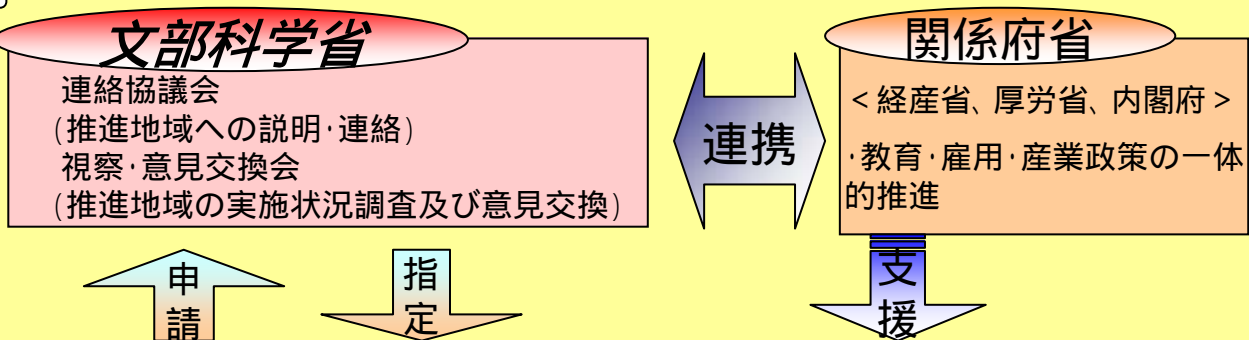 文部科学省
連絡協議会
(推進地域への説明・連絡)
視察・意見交換会
(推進地域の実施状況調査及び意見交換)
連携
関係府省
<経産省、厚労省、内閣府>
・教育・雇用・産業政策の一体
的推進
申請
指定
支援